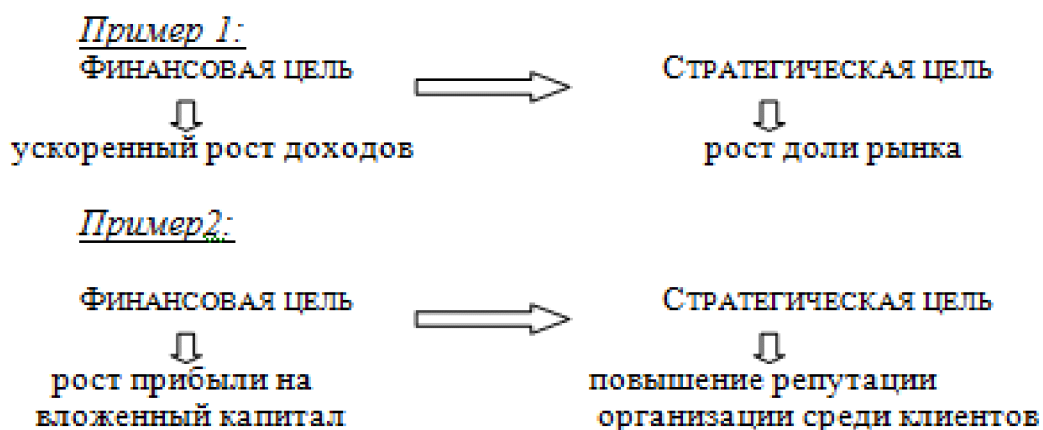 Пример 1:
ФИНАНСОВАЯ ЦЕЛЬ СТРАТЕГИЧЕСКАЯ ЦЕЛЬ
ускоренный рост доходов рост доли рынка
Пример2:
ФИНАНСОВАЯ ЦЕЛЬ СТРАТЕГИЧЕСКАЯ ЦЕЛЬ
рост прибыли на повышение репутации
вложенный капитал организации среди клиентов